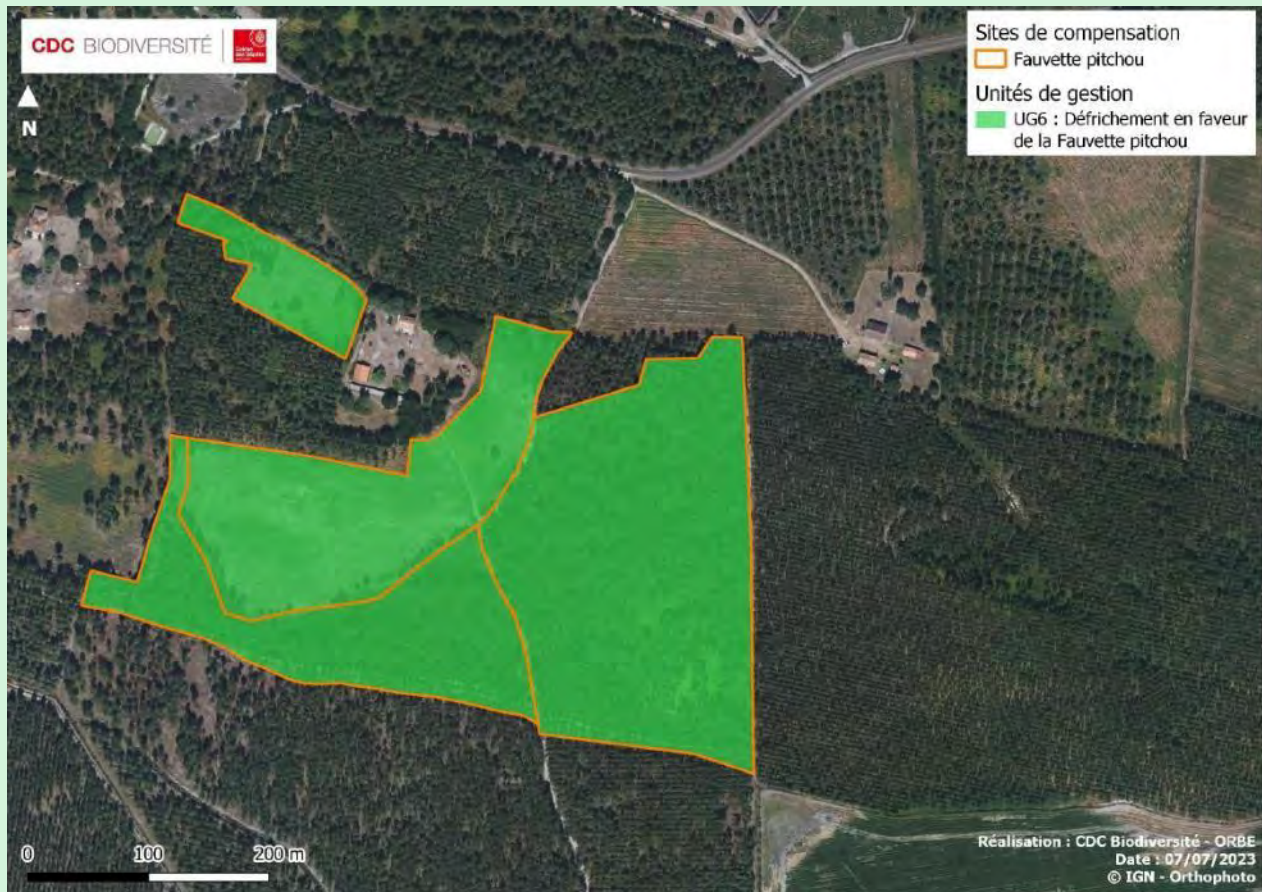 CDC BIODIVERSITÉ
N
Sites de compensation
Fauvette pitchou
Unités de gestion
UG6 : Défrichement en faveur
de la Fauvette pitchou
0 100 200 m
Réalisation : CDC Biodiversité - ORBE
Date : 07/07/2023
© IGN - Orthophoto